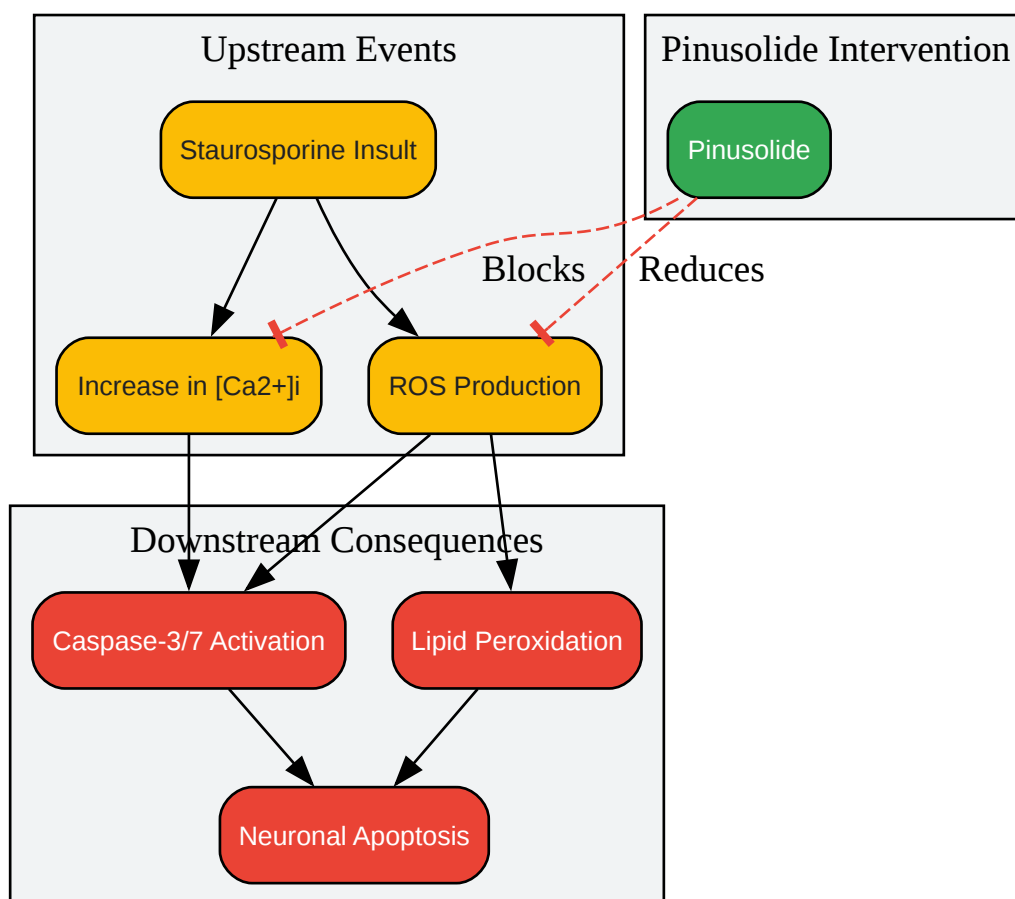 Upstream Events
Pinusolide Intervention
Staurosporine Insult
Pinusolide
Blocks
Reduces
Increase in [Ca2+]i
ROS Production
Downstream Consequences
Caspase-3/7 Activation
Lipid Peroxidation
Neuronal Apoptosis